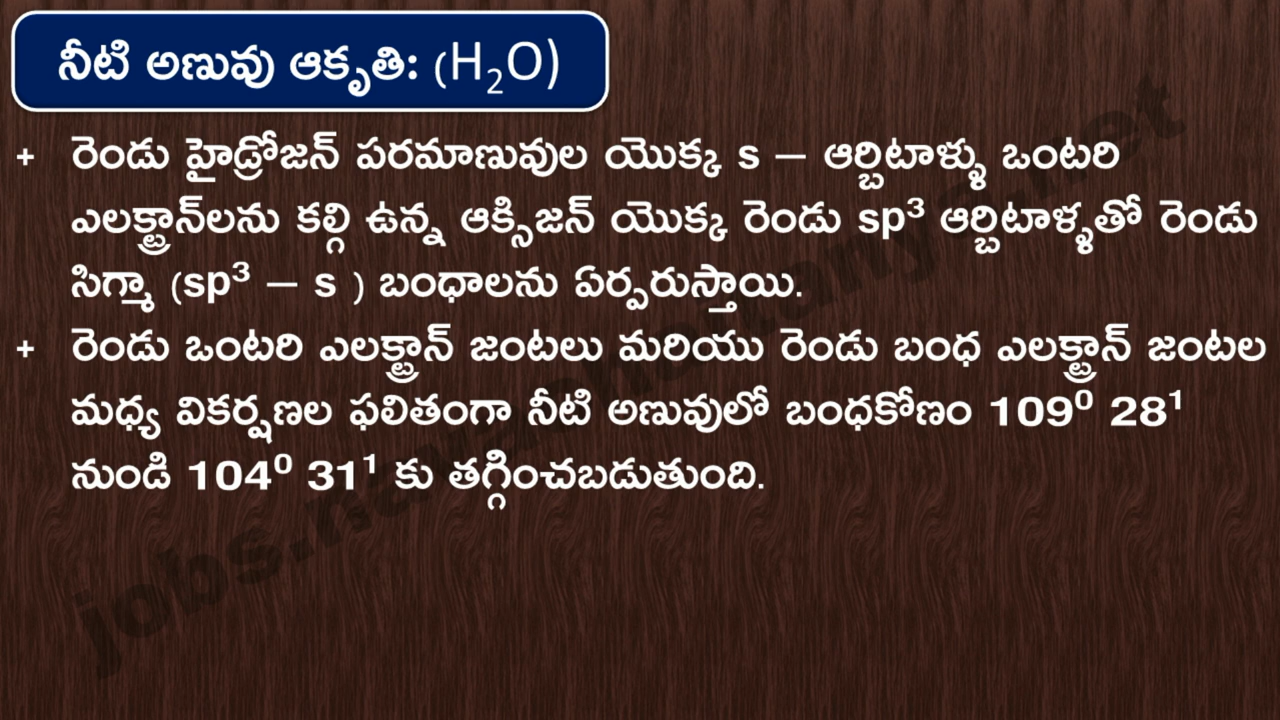 నీటి అణువు ఆకృతి: (H₂O)
+ రెండు హైడ్రోజన్ పరమాణువుల యొక్క s – ఆర్బిటాళ్ళు ఒంటరి
ఎలక్ట్రాన్‌లను కల్గి ఉన్న ఆక్సిజన్ యొక్క రెండు sp³ ఆర్బిటాళ్ళతో రెండు
సిగ్మా (sp³ – s ) బంధాలను ఏర్పరుస్తాయి.
+ రెండు ఒంటరి ఎలక్ట్రాన్ జంటలు మరియు రెండు బంధ ఎలక్ట్రాన్ జంటల
మధ్య వికర్షణల ఫలితంగా నీటి అణువులో బంధకోణం 109⁰ 28¹
నుండి 104⁰ 31¹ కు తగ్గించబడుతుంది.